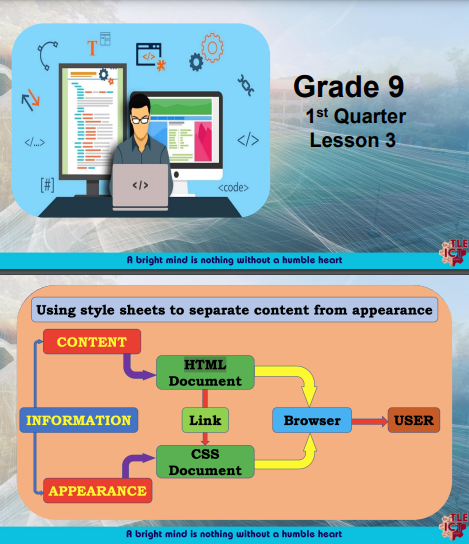 T
</>
</...>
</>
[#]
</>
<code>
Grade 9
1st Quarter
Lesson 3
TLE
ICT
A bright mind is nothing without a humble heart
Using style sheets to separate content from appearance
CONTENT
HTML
Document
INFORMATION
Link
Browser
USER
CSS
Document
APPEARANCE
TLE
ICT
A bright mind is nothing without a humble heart